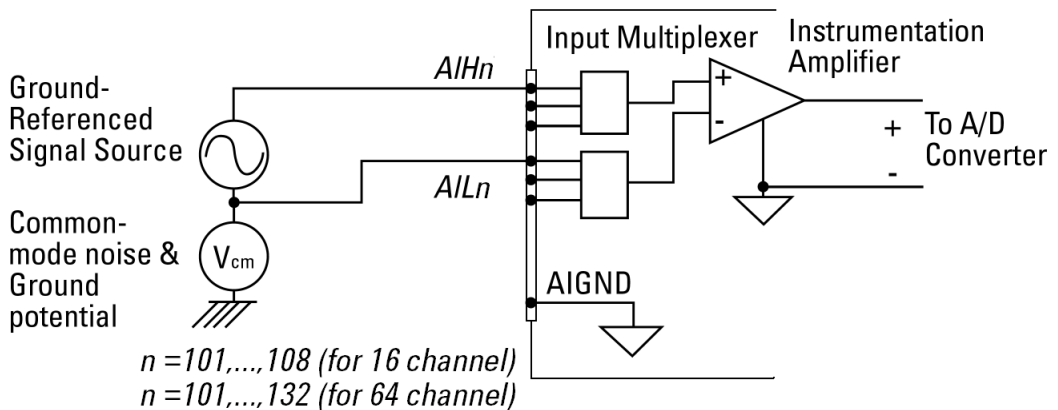 Input Multiplexer
Instrumentation
Amplifier
AIHn
Ground-
Referenced
Signal Source
+
-
+
-
To A/D
Converter
AILn
Common-
mode noise &
Ground
potential
Vcm
AIGND
n =101,...,108 (for 16 channel)
n =101,...,132 (for 64 channel)